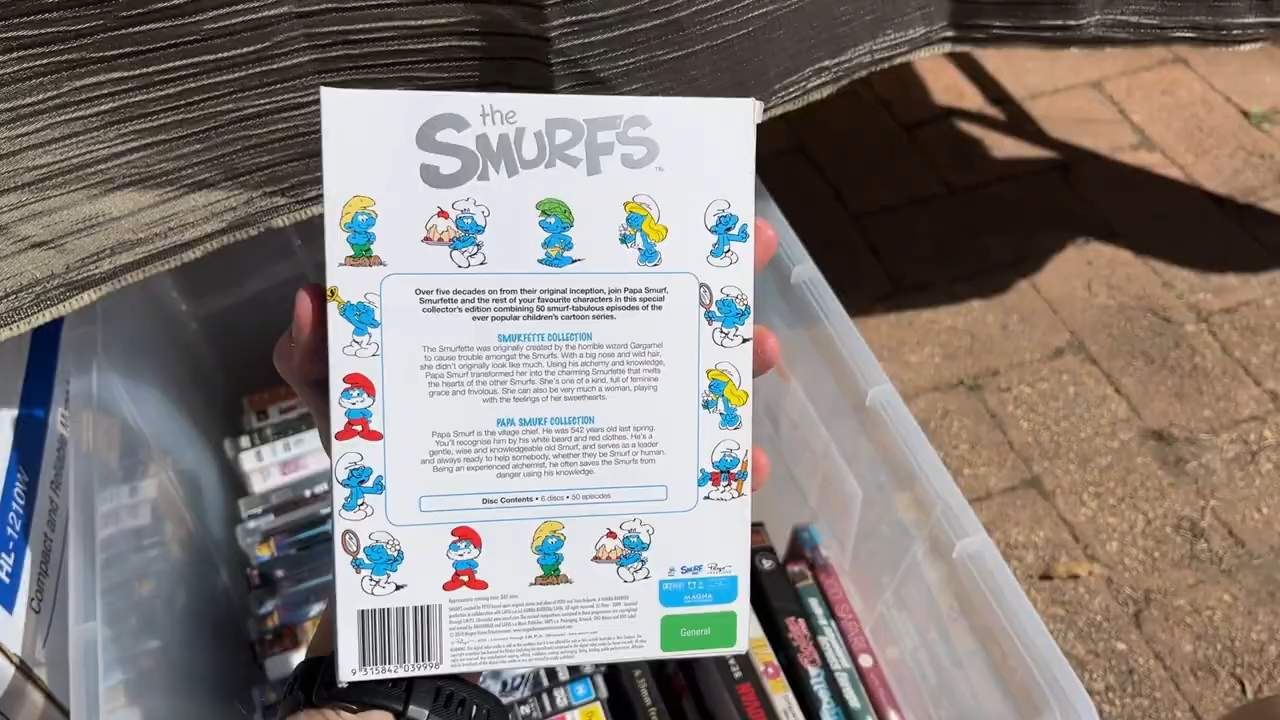 the
SMURFS
Over five decades on from their original inception, join Papa Smurf,
Smurfette and the rest of your favourite characters in this special
collector's edition combining 50 smurf-tabulous episodes of the
ever popular children's cartoon series.
SMURFETTE COLLECTION
The Smurfette was originally created by the horrible wizard Gargamel
to cause trouble amongst the Smurfs. With a big nose and wild hair,
she didn't originally look like much. Using his alchemy and knowledge,
Papa Smurf transformed her into the charming Smurfette that melts
the hearts of the other Smurfs. She's one of a kind, full of feminine
grace and frivolous. She can also be very much a woman, playing
with the feelings of her sweethearts.
PAPA SMURF COLLECTION
Papa Smurf is the village chief. He was 542 years old last spring.
You'll recognise him by his white beard and red clothes. He's a
gentle, wise and knowledgeable old Smurf, and serves as a leader
and always ready to help somebody, whether they be Smurf or human.
Being an experienced alchemist, he often saves the Smurfs from
danger using his knowledge.
Disc Contents • 6 discs • 50 episodes
SMURF
MAGNA
General
9 315842 039998
HL-1210W
Compact and Reliable